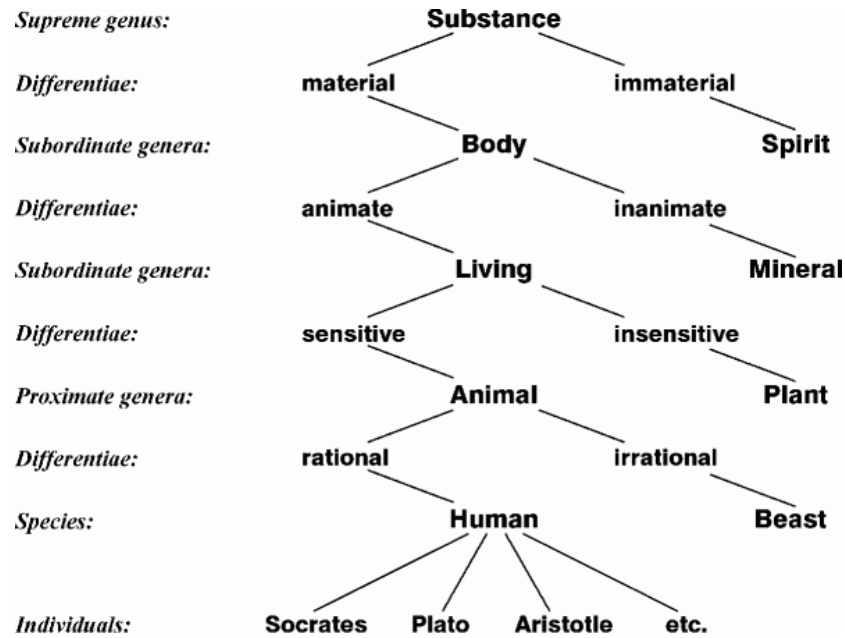 Supreme genus: Substance
Differentiae: material immaterial
Subordinate genera: Body Spirit
Differentiae: animate inanimate
Subordinate genera: Living Mineral
Differentiae: sensitive insensitive
Proximate genera: Animal Plant
Differentiae: rational irrational
Species: Human Beast
Individuals: Socrates Plato Aristotle etc.